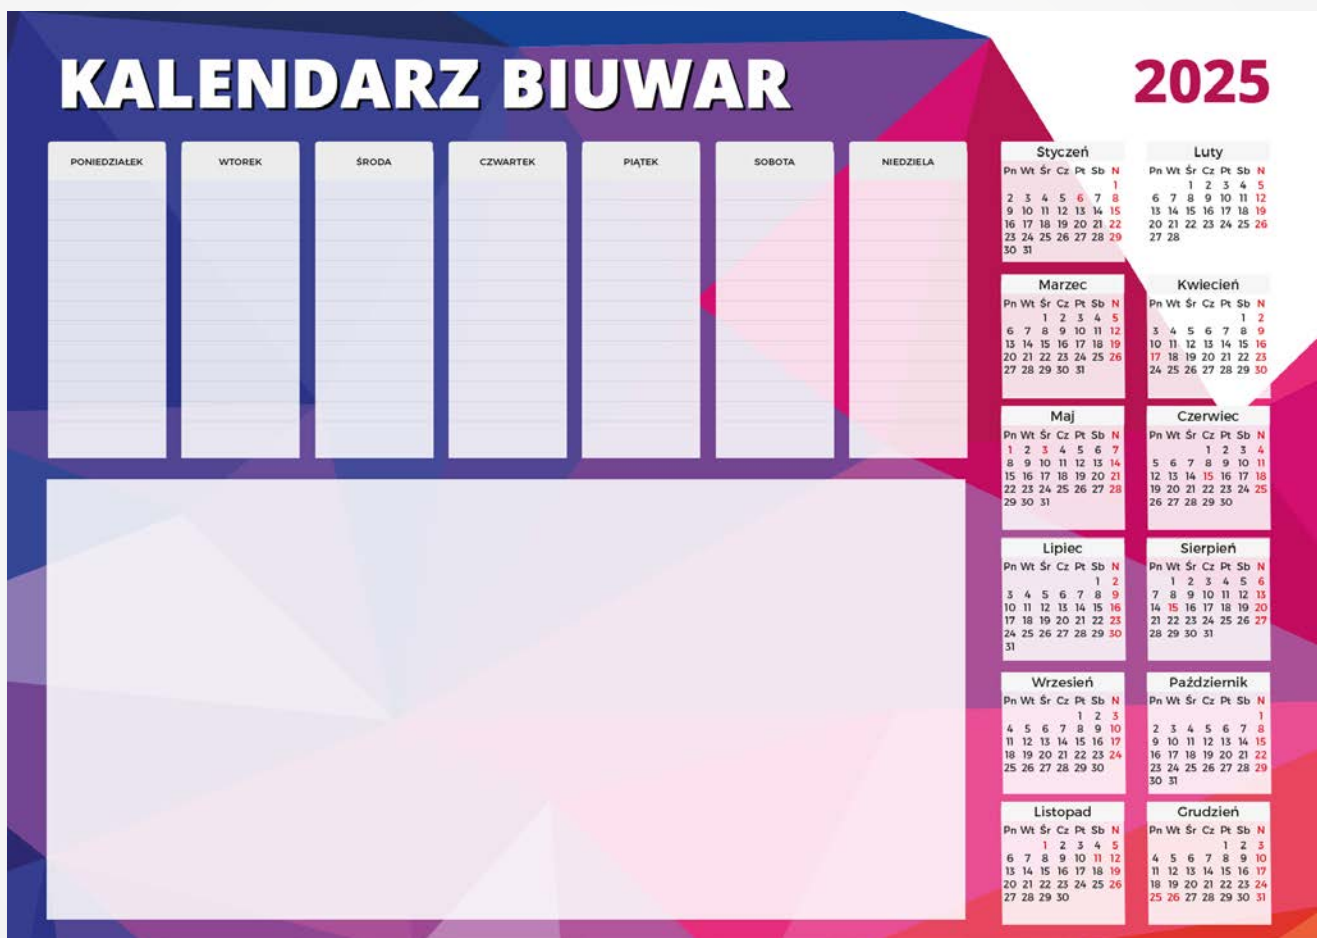 KALENDARZ BIUWAR
2025
PONIEDZIAŁEK
WTOREK
ŚRODA
CZWARTEK
PIĄTEK
SOBOTA
NIEDZIELA
Styczeń
Pn Wt Śr Cz Pt Sb N
1
2 3 4 5 6 7 8
9 10 11 12 13 14 15
16 17 18 19 20 21 22
23 24 25 26 27 28 29
30 31
Luty
Pn Wt Śr Cz Pt Sb N
1 2 3 4 5
6 7 8 9 10 11 12
13 14 15 16 17 18 19
20 21 22 23 24 25 26
27 28
Marzec
Pn Wt Śr Cz Pt Sb N
1 2 3 4 5
6 7 8 9 10 11 12
13 14 15 16 17 18 19
20 21 22 23 24 25 26
27 28 29 30 31
Kwiecień
Pn Wt Śr Cz Pt Sb N
1 2
3 4 5 6 7 8 9
10 11 12 13 14 15 16
17 18 19 20 21 22 23
24 25 26 27 28 29 30
Maj
Pn Wt Śr Cz Pt Sb N
1 2 3 4 5 6 7
8 9 10 11 12 13 14
15 16 17 18 19 20 21
22 23 24 25 26 27 28
29 30 31
Czerwiec
Pn Wt Śr Cz Pt Sb N
1 2 3 4
5 6 7 8 9 10 11
12 13 14 15 16 17 18
19 20 21 22 23 24 25
26 27 28 29 30
Lipiec
Pn Wt Śr Cz Pt Sb N
1 2
3 4 5 6 7 8 9
10 11 12 13 14 15 16
17 18 19 20 21 22 23
24 25 26 27 28 29 30
31
Sierpień
Pn Wt Śr Cz Pt Sb N
1 2 3 4 5 6
7 8 9 10 11 12 13
14 15 16 17 18 19 20
21 22 23 24 25 26 27
28 29 30 31
Wrzesień
Pn Wt Śr Cz Pt Sb N
1 2 3
4 5 6 7 8 9 10
11 12 13 14 15 16 17
18 19 20 21 22 23 24
25 26 27 28 29 30
Październik
Pn Wt Śr Cz Pt Sb N
1
2 3 4 5 6 7 8
9 10 11 12 13 14 15
16 17 18 19 20 21 22
23 24 25 26 27 28 29
30 31
Listopad
Pn Wt Śr Cz Pt Sb N
1 2 3 4 5
6 7 8 9 10 11 12
13 14 15 16 17 18 19
20 21 22 23 24 25 26
27 28 29 30
Grudzień
Pn Wt Śr Cz Pt Sb N
1 2 3
4 5 6 7 8 9 10
11 12 13 14 15 16 17
18 19 20 21 22 23 24
25 26 27 28 29 30 31